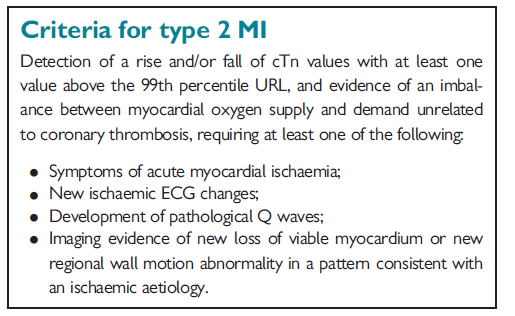 Criteria for type 2 MI
Detection of a rise and/or fall of cTn values with at least one
value above the 99th percentile URL, and evidence of an imbal-
ance between myocardial oxygen supply and demand unrelated
to coronary thrombosis, requiring at least one of the following:
• Symptoms of acute myocardial ischaemia;
• New ischaemic ECG changes;
• Development of pathological Q waves;
• Imaging evidence of new loss of viable myocardium or new
regional wall motion abnormality in a pattern consistent with
an ischaemic aetiology.